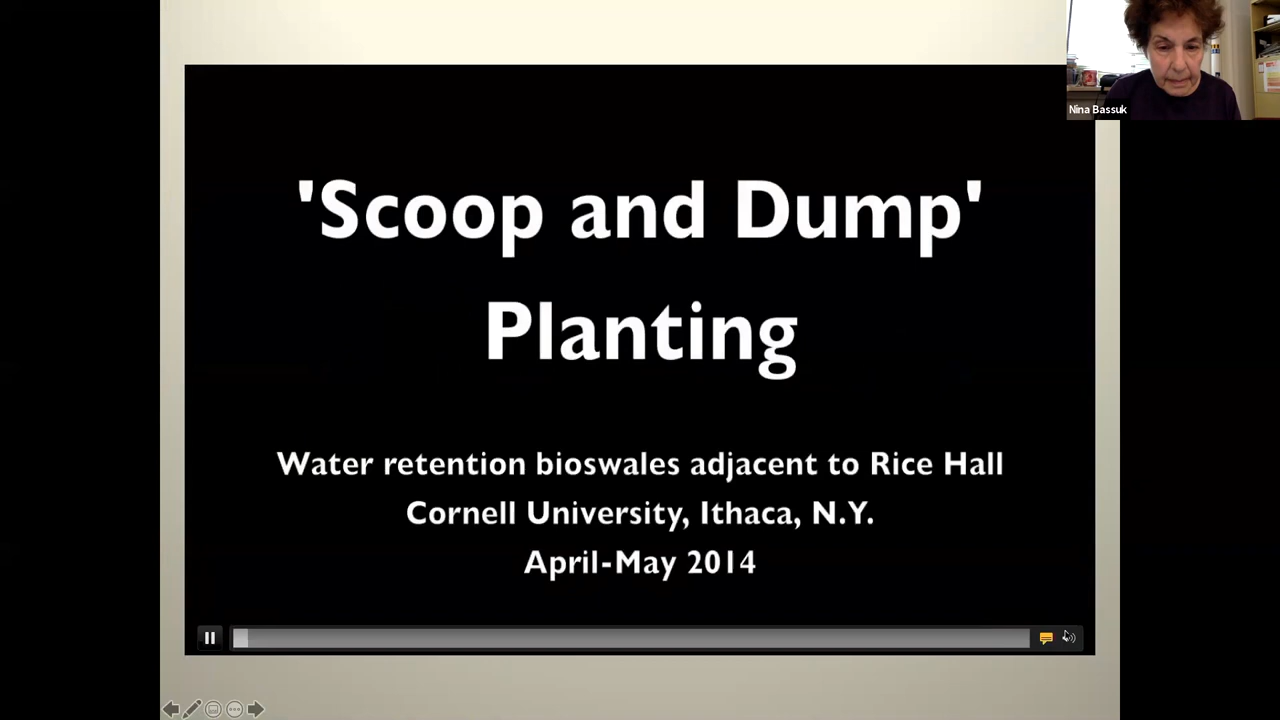 'Scoop and Dump'
Planting
Water retention bioswales adjacent to Rice Hall
Cornell University, Ithaca, N.Y.
April-May 2014
Nina Bassuk